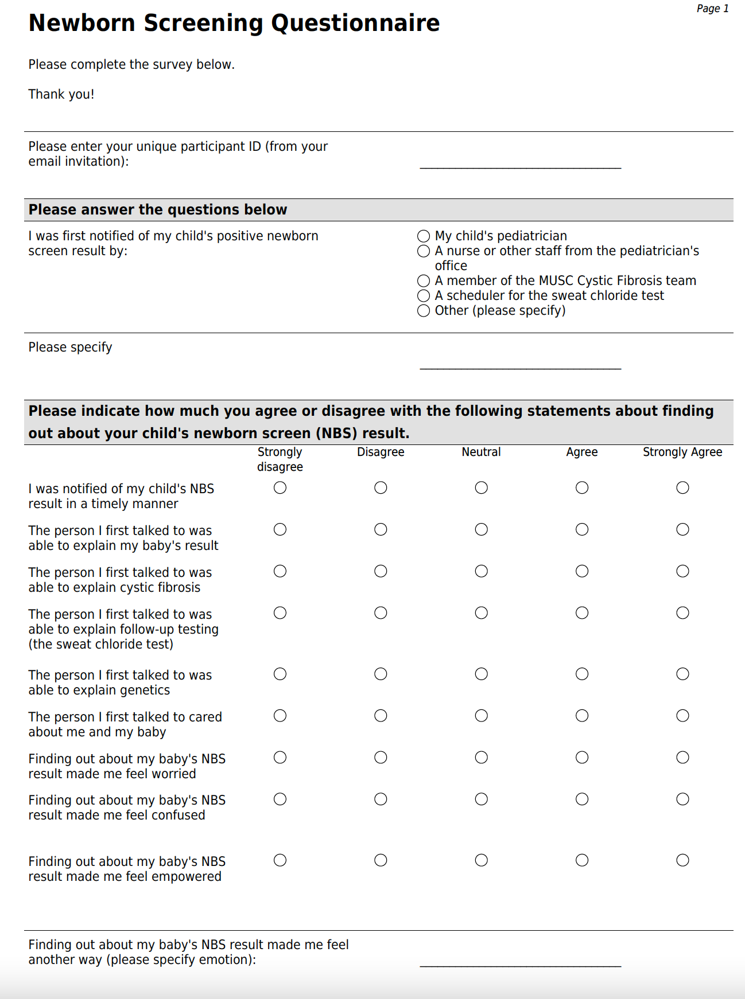 Page 1
Newborn Screening Questionnaire
Please complete the survey below.
Thank you!
Please enter your unique participant ID (from your
email invitation):
Please answer the questions below
I was first notified of my child's positive newborn
screen result by:
My child's pediatrician
A nurse or other staff from the pediatrician's
office
A member of the MUSC Cystic Fibrosis team
A scheduler for the sweat chloride test
Other (please specify)
Please specify
Please indicate how much you agree or disagree with the following statements about finding
out about your child's newborn screen (NBS) result.
Strongly
disagree
Disagree
Neutral
Agree
Strongly Agree
I was notified of my child's NBS
result in a timely manner
The person I first talked to was
able to explain my baby's result
The person I first talked to was
able to explain cystic fibrosis
The person I first talked to was
able to explain follow-up testing
(the sweat chloride test)
The person I first talked to was
able to explain genetics
The person I first talked to cared
about me and my baby
Finding out about my baby's NBS
result made me feel worried
Finding out about my baby's NBS
result made me feel confused
Finding out about my baby's NBS
result made me feel empowered
Finding out about my baby's NBS result made me feel
another way (please specify emotion):